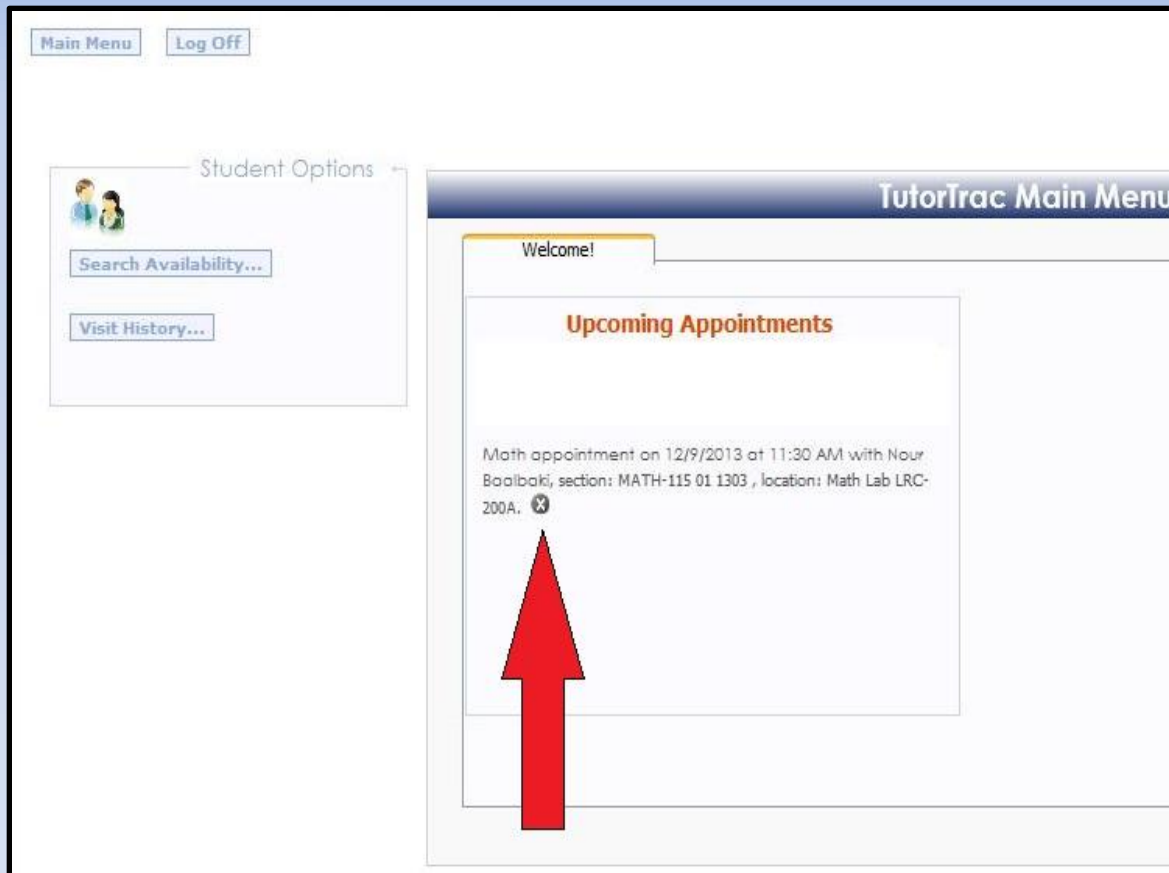 Main Menu
Log Off
Student Options
Search Availability...
Visit History...
TutorTrac Main Menu
Welcome!
Upcoming Appointments
Math appointment on 12/9/2013 at 11:30 AM with Nour
Baalbaki, section: MATH-115 01 1303 , location: Math Lab LRC-
200A.